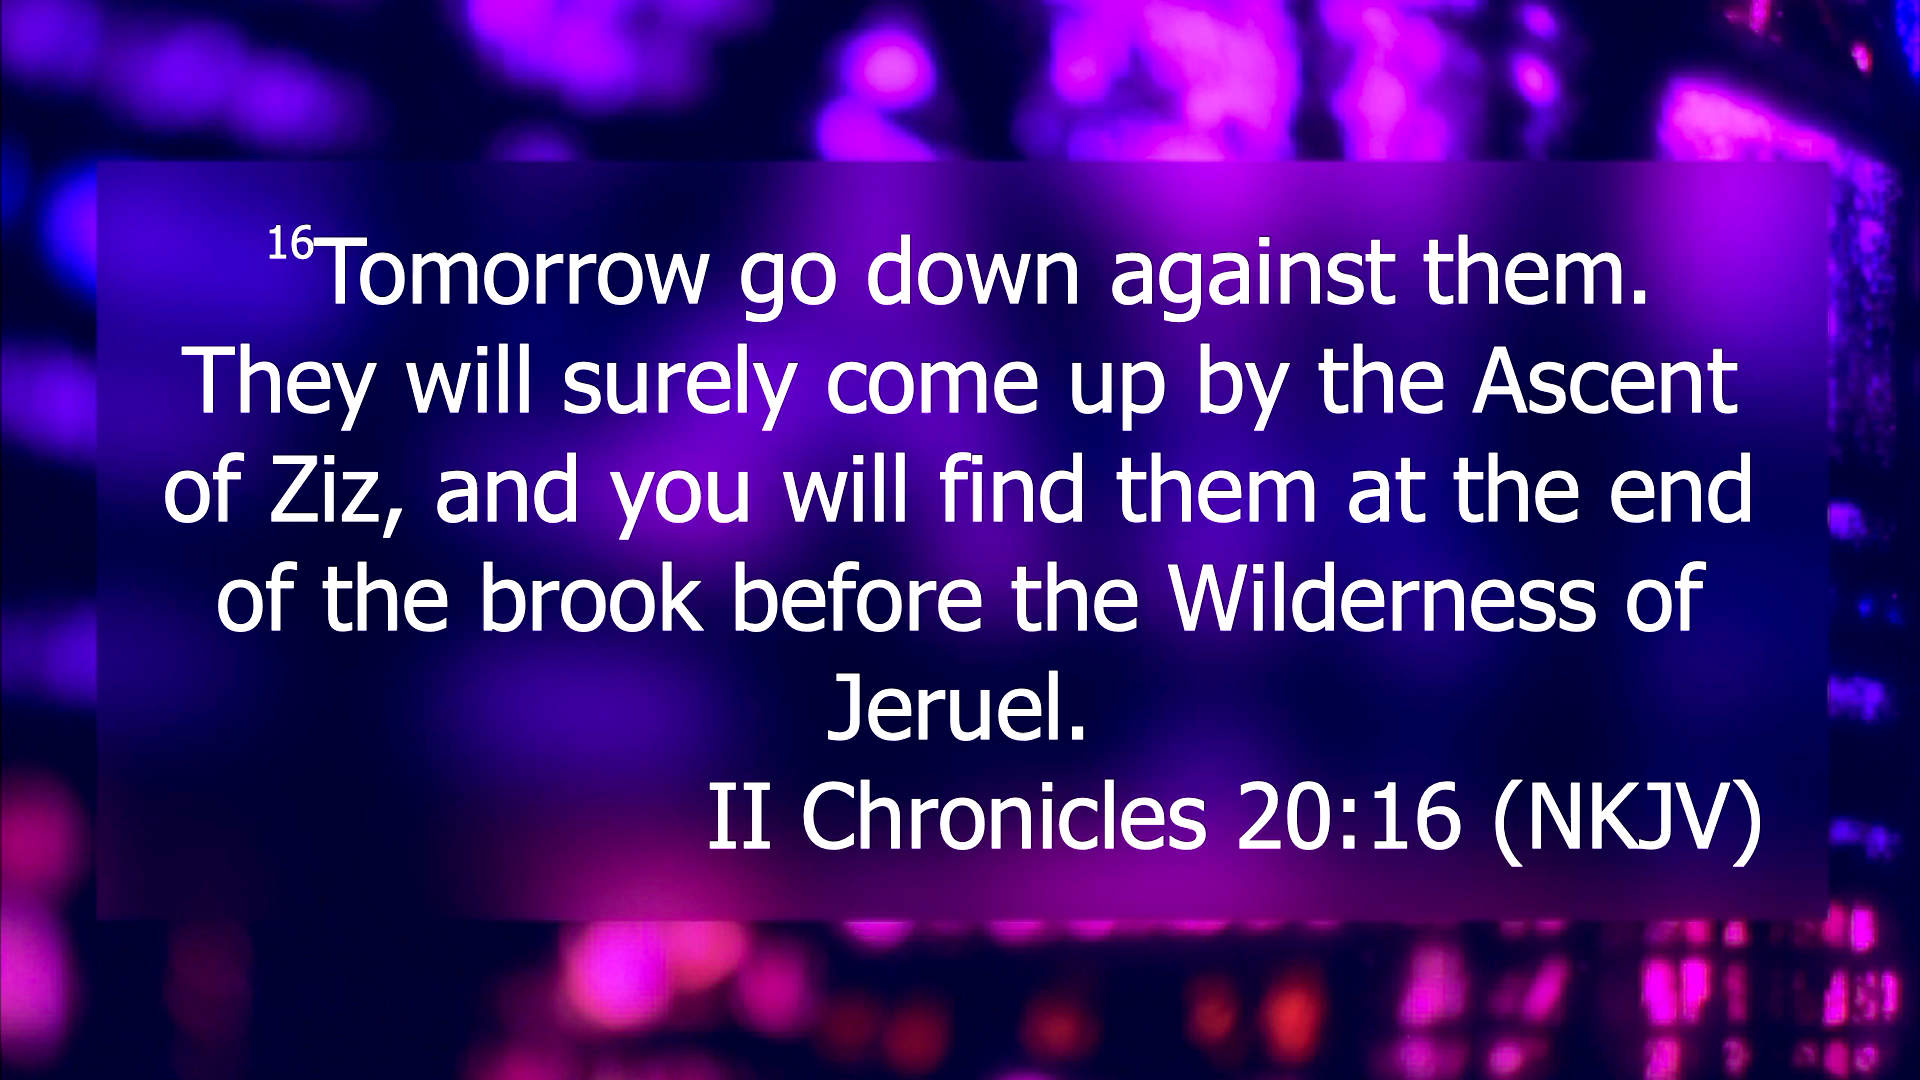 16Tomorrow go down against them.
They will surely come up by the Ascent
of Ziz, and you will find them at the end
of the brook before the Wilderness of
Jeruel.
II Chronicles 20:16 (NKJV)